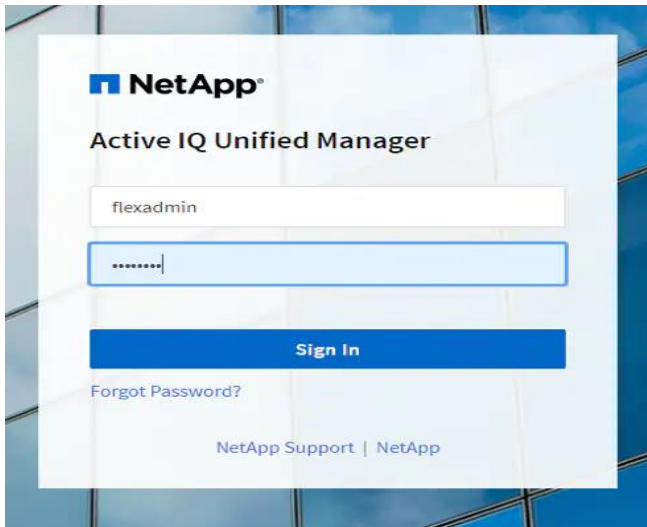 NetApp®
Active IQ Unified Manager
flexadmin
••••••••
Sign In
Forgot Password?
NetApp Support | NetApp